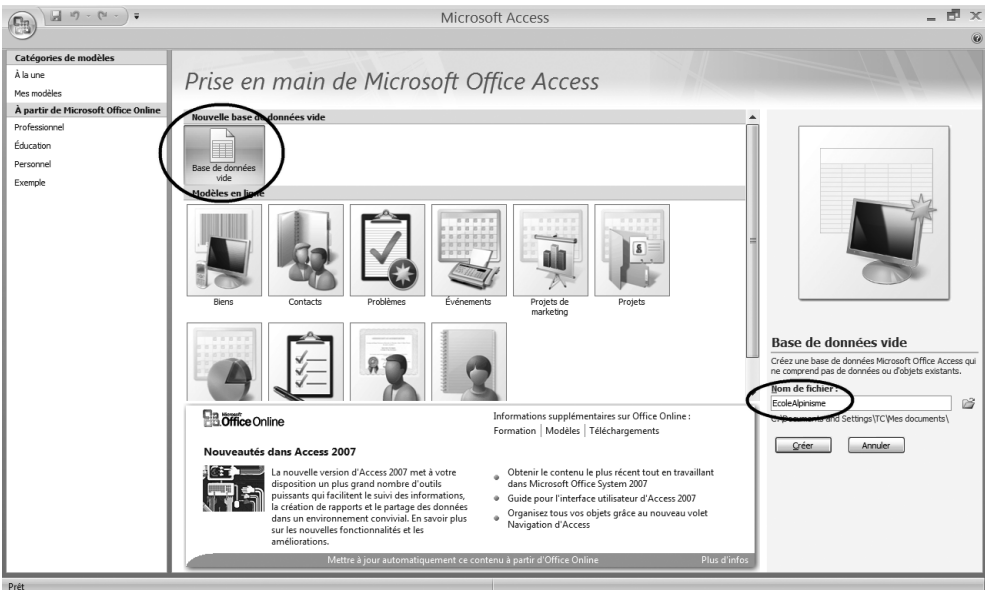 Microsoft Access
Catégories de modèles
À la une
Mes modèles
À partir de Microsoft Office Online
Professionnel
Éducation
Personnel
Exemple
Prise en main de Microsoft Office Access
Nouvelle base de données vide
Base de données
vide
Modèles en ligne
Biens
Contacts
Problèmes
Événements
Projets de
marketing
Projets
Microsoft
Office Online
Nouveautés dans Access 2007
La nouvelle version d'Access 2007 met à votre
disposition un plus grand nombre d'outils
puissants qui facilitent le suivi des informations,
la création de rapports et le partage des données
dans un environnement convivial. En savoir plus
sur les nouvelles fonctionnalités et les
améliorations.
Informations supplémentaires sur Office Online :
Formation | Modèles | Téléchargements
Obtenir le contenu le plus récent tout en travaillant
dans Microsoft Office System 2007
Guide pour l'interface utilisateur d'Access 2007
Organisez tous vos objets grâce au nouveau volet
Navigation d'Access
Mettre à jour automatiquement ce contenu à partir d'Office Online
Plus d'infos
Base de données vide
Créez une base de données Microsoft Office Access qui
ne comprend pas de données ou d'objets existants.
Nom de fichier :
EcoleAlpinisme
C:\Documents and Settings\TC\Mes documents\
Créer
Annuler
Prêt